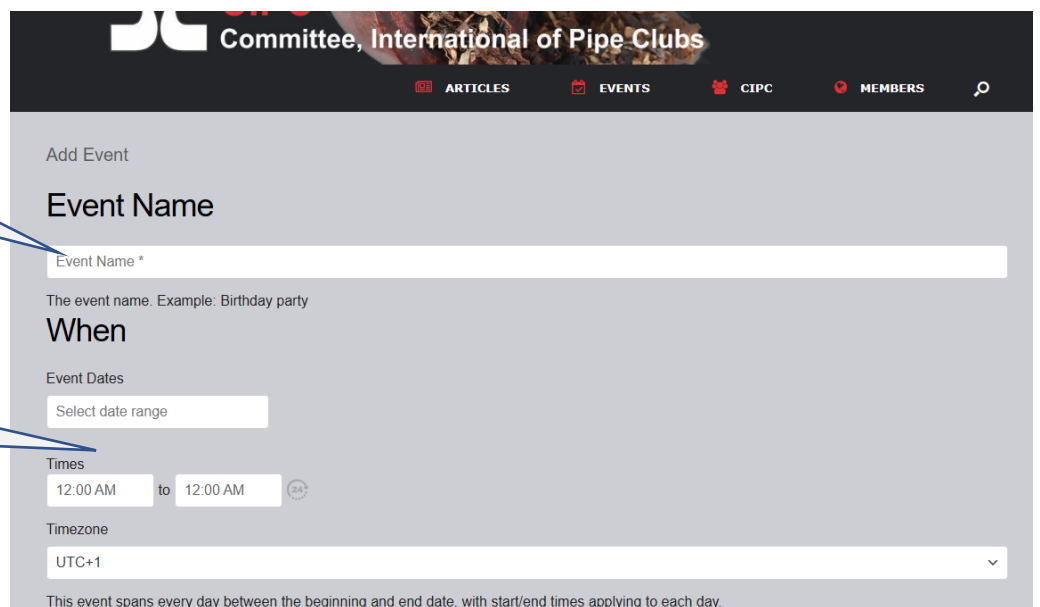 Committee, International of Pipe Clubs
ARTICLES EVENTS CIPC MEMBERS
Add Event
Event Name
Event Name *
The event name. Example: Birthday party
When
Event Dates
Select date range
Times
12:00 AM to 12:00 AM 24
Timezone
UTC+1
This event spans every day between the beginning and end date, with start/end times applying to each day.